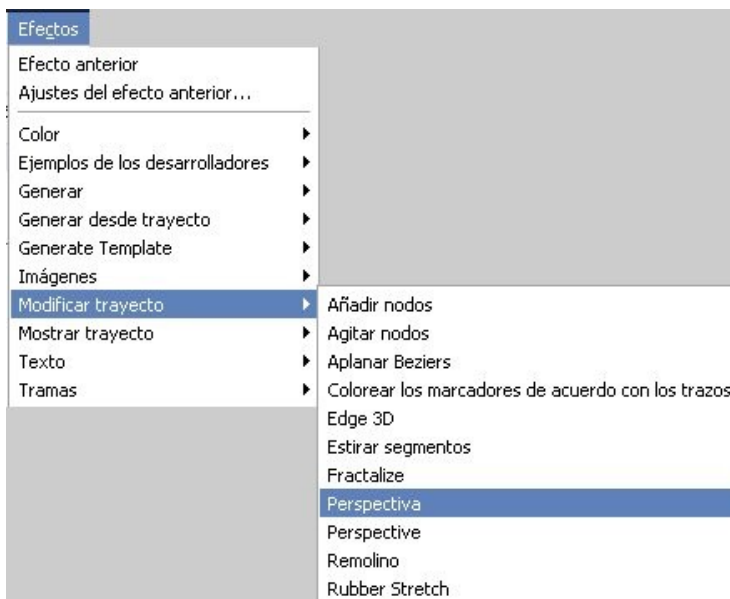 Efectos
Efecto anterior
Ajustes del efecto anterior...
Color
Ejemplos de los desarrolladores
Generar
Generar desde trayecto
Generate Template
Imágenes
Modificar trayecto
Mostrar trayecto
Texto
Tramas
Añadir nodos
Agitar nodos
Aplanar Beziers
Colorear los marcadores de acuerdo con los trazos
Edge 3D
Estirar segmentos
Fractalize
Perspectiva
Perspective
Remolino
Rubber Stretch